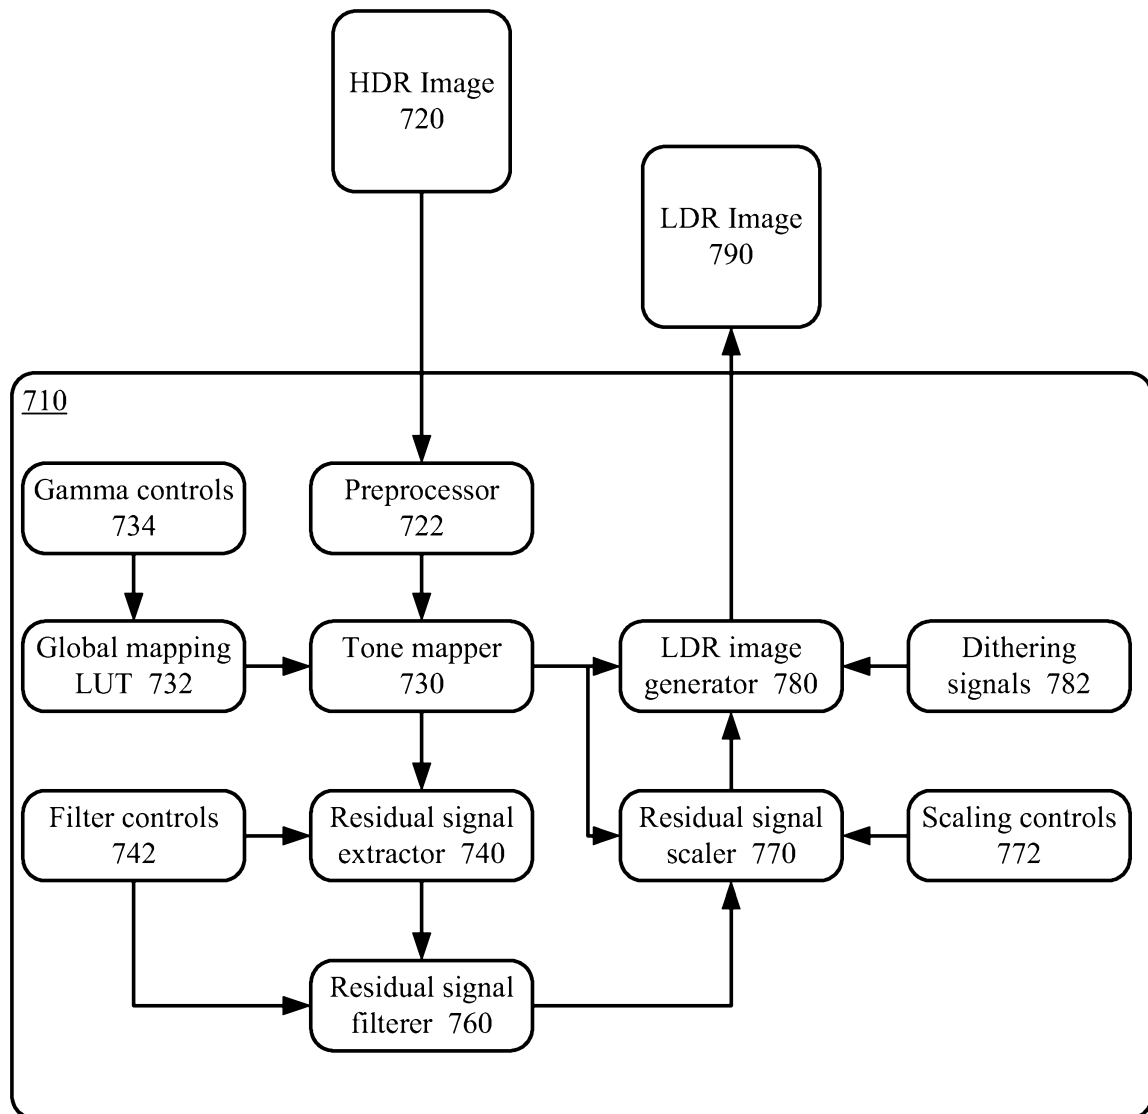 HDR Image
720
LDR Image
790
710
Gamma controls
734
Preprocessor
722
Global mapping
LUT 732
Tone mapper
730
LDR image
generator 780
Dithering
signals 782
Filter controls
742
Residual signal
extractor 740
Residual signal
scaler 770
Scaling controls
772
Residual signal
filterer 760